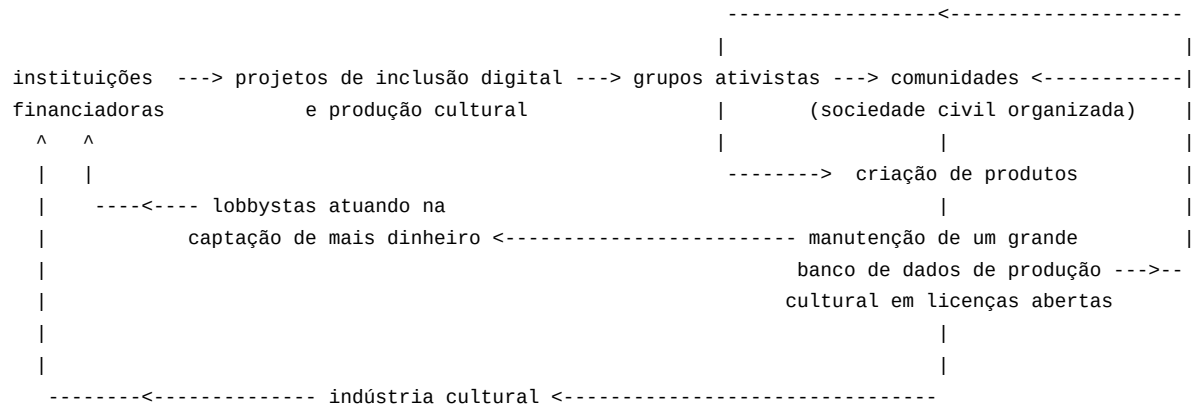 instituições ---> projetos de inclusão digital ---> grupos ativistas ---> comunidades <------------|
financiadoras e produção cultural | (sociedade civil organizada) |
--------> criação de produtos |
----<---- lobbystas atuando na
captação de mais dinheiro <------------------------- manutenção de um grande |
banco de dados de produção --->--
cultural em licenças abertas
--------<-------------- indústria cultural <--------------------------------